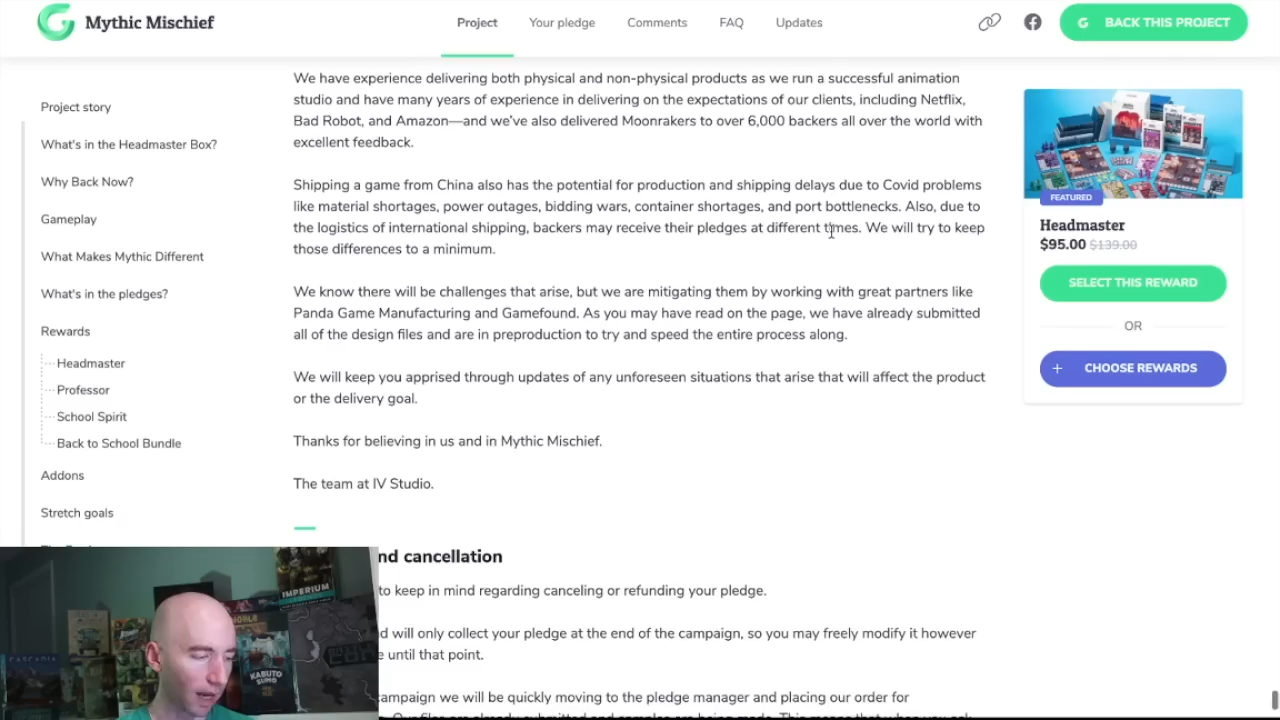 Mythic Mischief
Project
Your pledge
Comments
FAQ
Updates
BACK THIS PROJECT
Project story
What's in the Headmaster Box?
Why Back Now?
Gameplay
What Makes Mythic Different
What's in the pledges?
Rewards
Headmaster
Professor
School Spirit
Back to School Bundle
Addons
Stretch goals
We have experience delivering both physical and non-physical products as we run a successful animation
studio and have many years of experience in delivering on the expectations of our clients, including Netflix,
Bad Robot, and Amazon—and we've also delivered Moonrakers to over 6,000 backers all over the world with
excellent feedback.
Shipping a game from China also has the potential for production and shipping delays due to Covid problems
like material shortages, power outages, bidding wars, container shortages, and port bottlenecks. Also, due to
the logistics of international shipping, backers may receive their pledges at different times. We will try to keep
those differences to a minimum.
We know there will be challenges that arise, but we are mitigating them by working with great partners like
Panda Game Manufacturing and Gamefound. As you may have read on the page, we have already submitted
all of the design files and are in preproduction to try and speed the entire process along.
We will keep you apprised through updates of any unforeseen situations that arise that will affect the product
or the delivery goal.
Thanks for believing in us and in Mythic Mischief.
The team at IV Studio.
nd cancellation
to keep in mind regarding canceling or refunding your pledge.
will only collect your pledge at the end of the campaign, so you may freely modify it however
until that point.
campaign we will be quickly moving to the pledge manager and placing our order for
FEATURED
Headmaster
$95.00 $139.00
SELECT THIS REWARD
OR
+ CHOOSE REWARDS
IMPERIUM
CASCADIA
KABUTO
SUMO